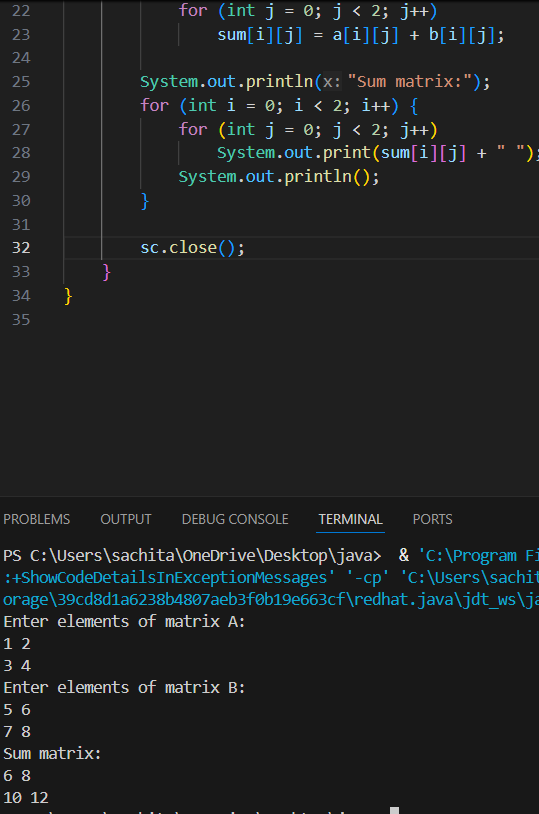 22 for (int j = 0; j < 2; j++)
23 sum[i][j] = a[i][j] + b[i][j];
24
25 System.out.println(x: "Sum matrix:");
26 for (int i = 0; i < 2; i++) {
27 for (int j = 0; j < 2; j++)
28 System.out.print(sum[i][j] + " ");
29 System.out.println();
30 }
31
32 sc.close();
33 }
34 }
35
PROBLEMS OUTPUT DEBUG CONSOLE TERMINAL PORTS
PS C:\Users\sachita\OneDrive\Desktop\java> & 'C:\Program Fi
:+ShowCodeDetailsInExceptionMessages' '-cp' 'C:\Users\sachit
orage\39cd8d1a6238b4807aeb3f0b19e663cf\redhat.java\jdt_ws\ja
Enter elements of matrix A:
1 2
3 4
Enter elements of matrix B:
5 6
7 8
Sum matrix:
6 8
10 12